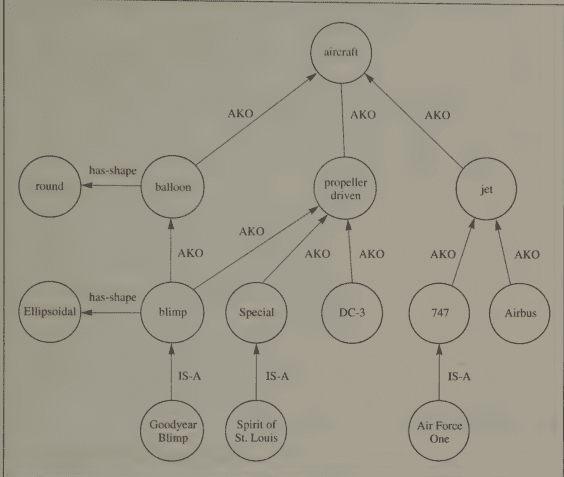 aircraft
AKO
AKO
AKO
round
has-shape
balloon
propeller
driven
jet
AKO
AKO
AKO
AKO
AKO
AKO
Ellipsoidal
has-shape
blimp
Special
DC-3
747
Airbus
IS-A
IS-A
IS-A
Goodyear
Blimp
Spirit of
St. Louis
Air Force
One